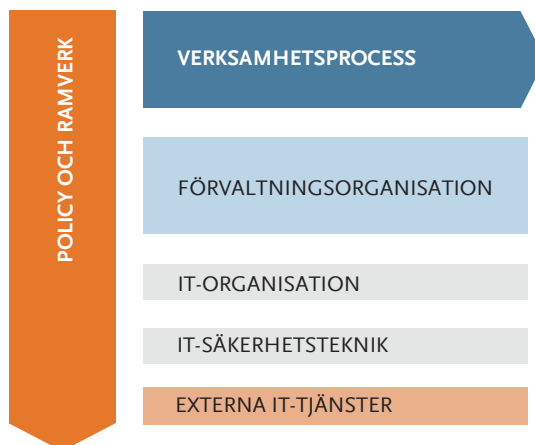 POLICY OCH RAMVERK
VERKSAMHETSPROCESS
FÖRVALTNINGSORGANISATION
IT-ORGANISATION
IT-SÄKERHETSTEKNIK
EXTERNA IT-TJÄNSTER